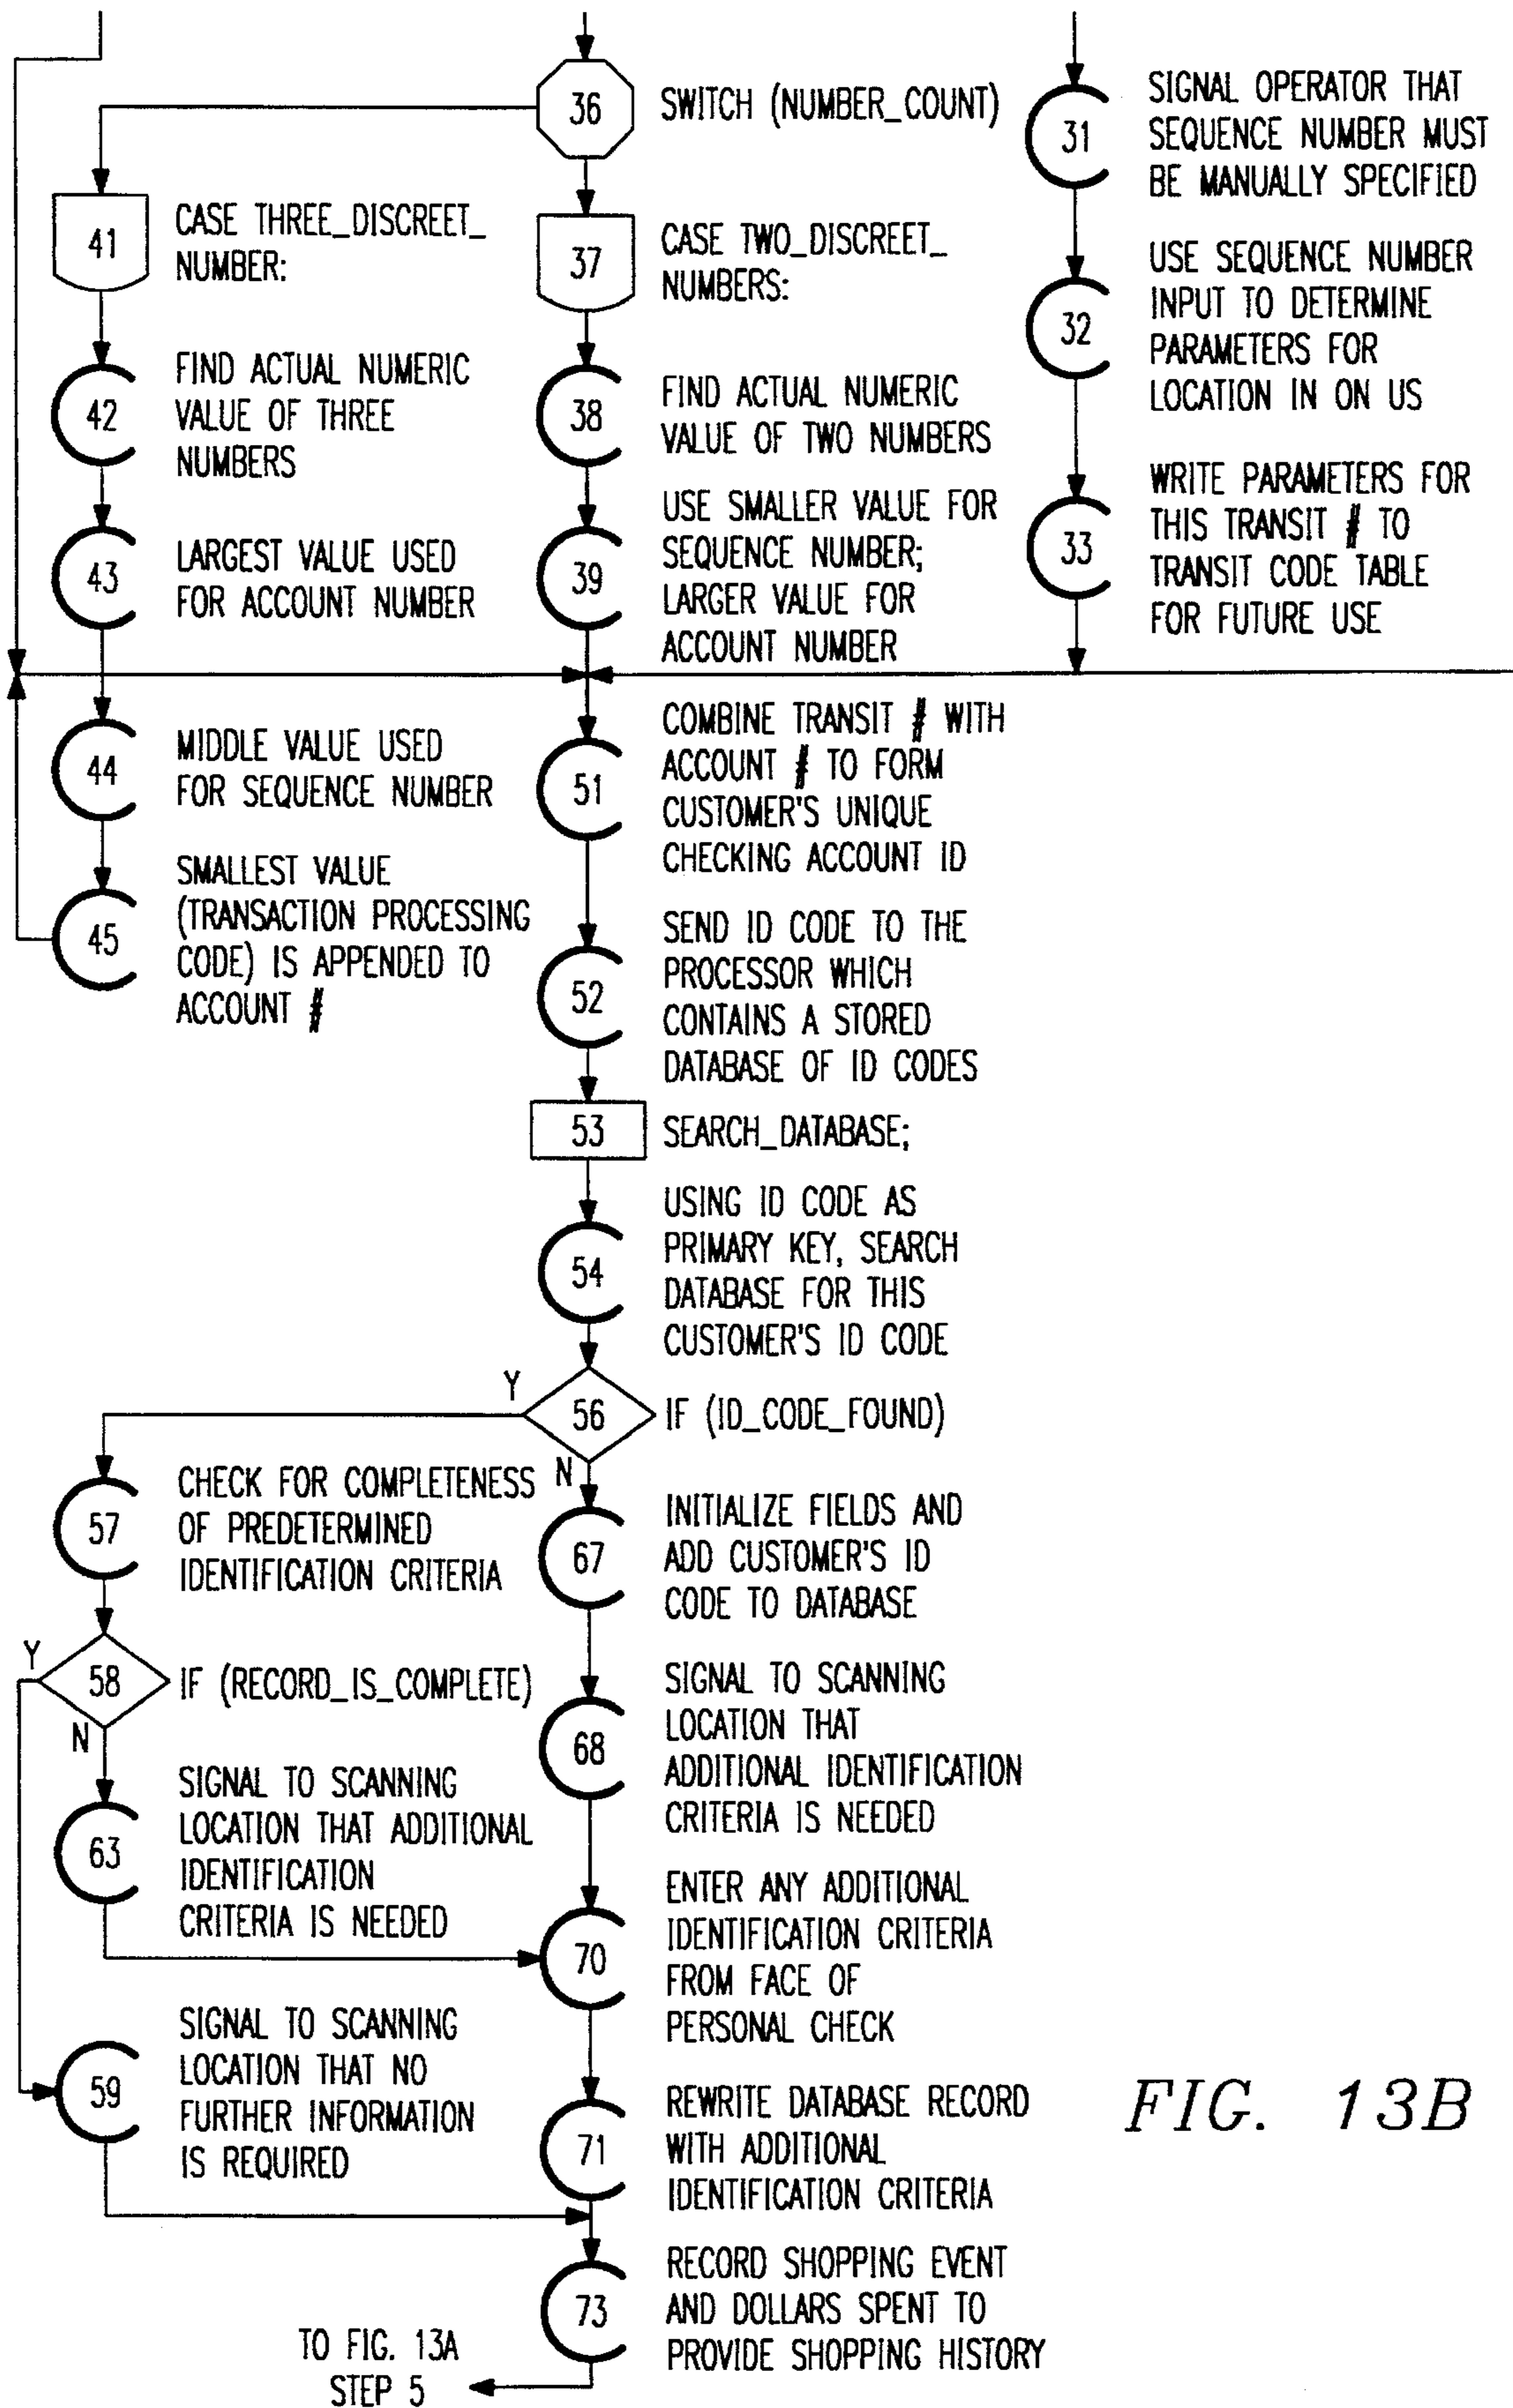 36
SWITCH (NUMBER_COUNT)
41
CASE THREE_DISCREET_
NUMBER:
42
FIND ACTUAL NUMERIC
VALUE OF THREE
NUMBERS
43
LARGEST VALUE USED
FOR ACCOUNT NUMBER
44
MIDDLE VALUE USED
FOR SEQUENCE NUMBER
45
SMALLEST VALUE
(TRANSACTION PROCESSING
CODE) IS APPENDED TO
ACCOUNT #
37
CASE TWO_DISCREET_
NUMBERS:
38
FIND ACTUAL NUMERIC
VALUE OF TWO NUMBERS
39
USE SMALLER VALUE FOR
SEQUENCE NUMBER;
LARGER VALUE FOR
ACCOUNT NUMBER
31
SIGNAL OPERATOR THAT
SEQUENCE NUMBER MUST
BE MANUALLY SPECIFIED
32
USE SEQUENCE NUMBER
INPUT TO DETERMINE
PARAMETERS FOR
LOCATION IN ON US
33
WRITE PARAMETERS FOR
THIS TRANSIT # TO
TRANSIT CODE TABLE
FOR FUTURE USE
51
COMBINE TRANSIT # WITH
ACCOUNT # TO FORM
CUSTOMER'S UNIQUE
CHECKING ACCOUNT ID
52
SEND ID CODE TO THE
PROCESSOR WHICH
CONTAINS A STORED
DATABASE OF ID CODES
53
SEARCH_DATABASE;
54
USING ID CODE AS
PRIMARY KEY, SEARCH
DATABASE FOR THIS
CUSTOMER'S ID CODE
Y
56
IF (ID_CODE_FOUND)
N
57
CHECK FOR COMPLETENESS
OF PREDETERMINED
IDENTIFICATION CRITERIA
Y
58
IF (RECORD_IS_COMPLETE)
N
63
SIGNAL TO SCANNING
LOCATION THAT ADDITIONAL
IDENTIFICATION
CRITERIA IS NEEDED
59
SIGNAL TO SCANNING
LOCATION THAT NO
FURTHER INFORMATION
IS REQUIRED
67
INITIALIZE FIELDS AND
ADD CUSTOMER'S ID
CODE TO DATABASE
68
SIGNAL TO SCANNING
LOCATION THAT
ADDITIONAL IDENTIFICATION
CRITERIA IS NEEDED
70
ENTER ANY ADDITIONAL
IDENTIFICATION CRITERIA
FROM FACE OF
PERSONAL CHECK
71
REWRITE DATABASE RECORD
WITH ADDITIONAL
IDENTIFICATION CRITERIA
73
RECORD SHOPPING EVENT
AND DOLLARS SPENT TO
PROVIDE SHOPPING HISTORY
TO FIG. 13A
STEP 5
FIG. 13B